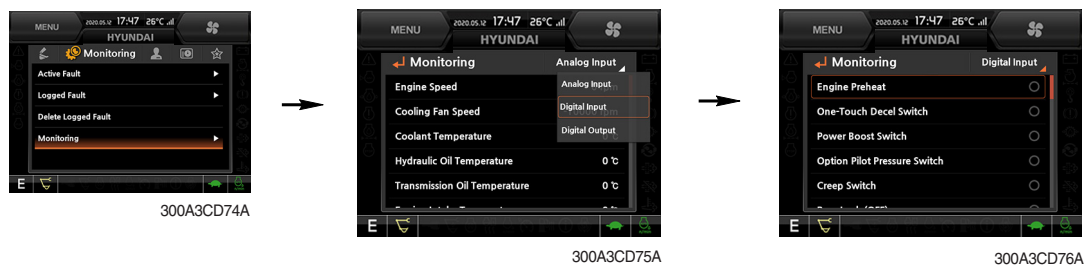 MENU
2020.05.12 17:47 26°C
HYUNDAI
Monitoring
Active Fault
Logged Fault
Delete Logged Fault
Monitoring
E
300A3CD74A
MENU
2020.05.12 17:47 26°C
HYUNDAI
Monitoring Analog Input
Engine Speed
Analog Input
Digital Input
Cooling Fan Speed
Digital Output
Coolant Temperature
Hydraulic Oil Temperature 0 ℃
Transmission Oil Temperature 0 ℃
E
300A3CD75A
MENU
2020.05.12 17:47 26°C
HYUNDAI
Monitoring Digital Input
Engine Preheat
One-Touch Decel Switch
Power Boost Switch
Option Pilot Pressure Switch
Creep Switch
E
300A3CD76A